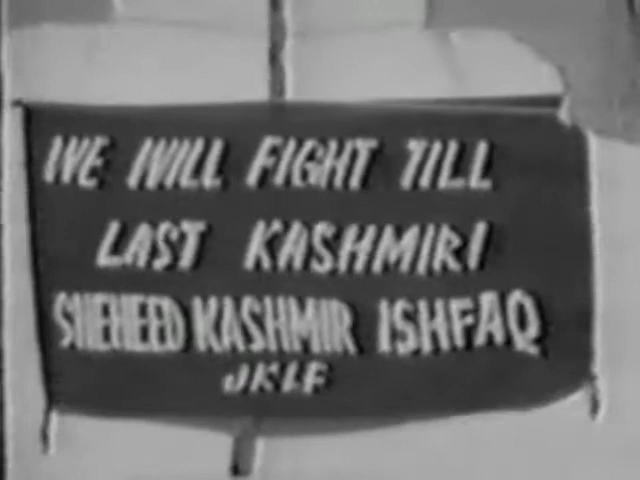 WE WILL FIGHT TILL
LAST KASHMIRI
SHEHEED KASHMIR ISHFAQ
JKLF